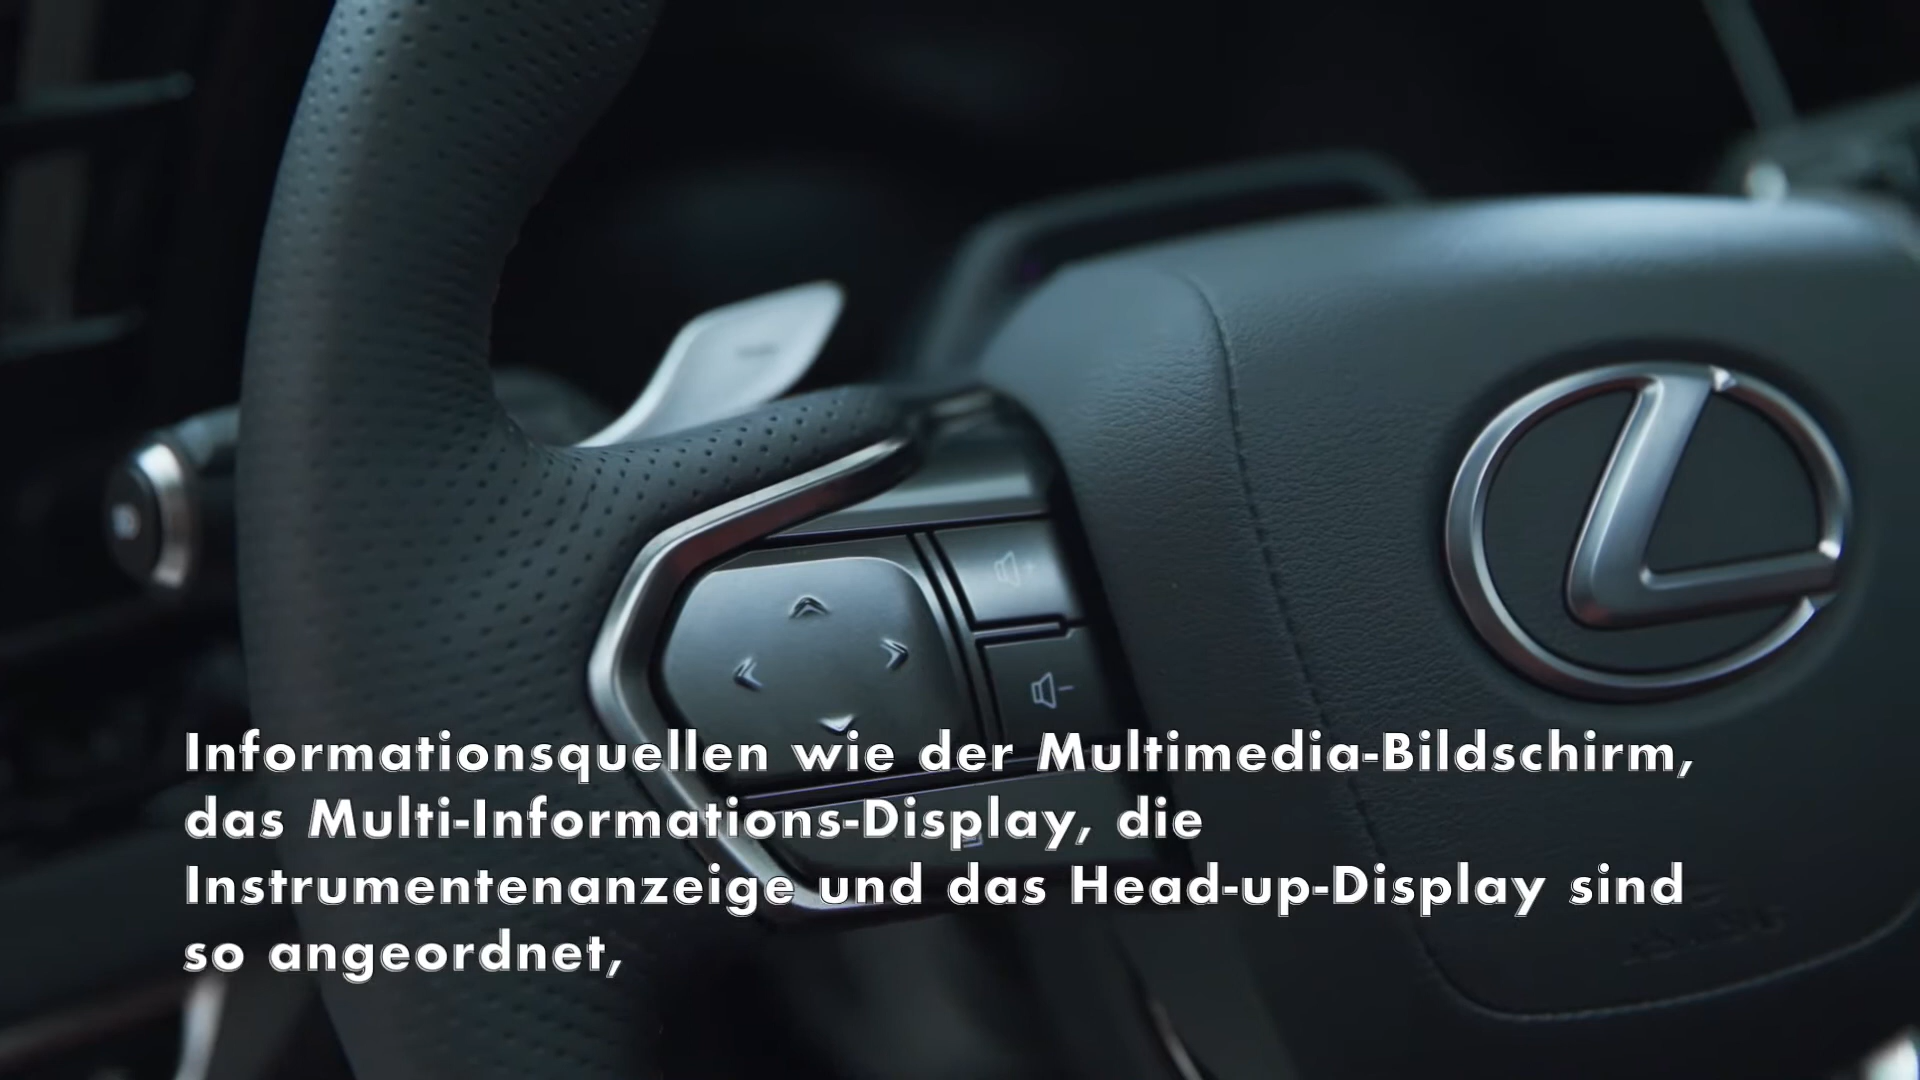 Informationsquellen wie der Multimedia-Bildschirm,
das Multi-Informations-Display, die
Instrumentenanzeige und das Head-up-Display sind
so angeordnet,